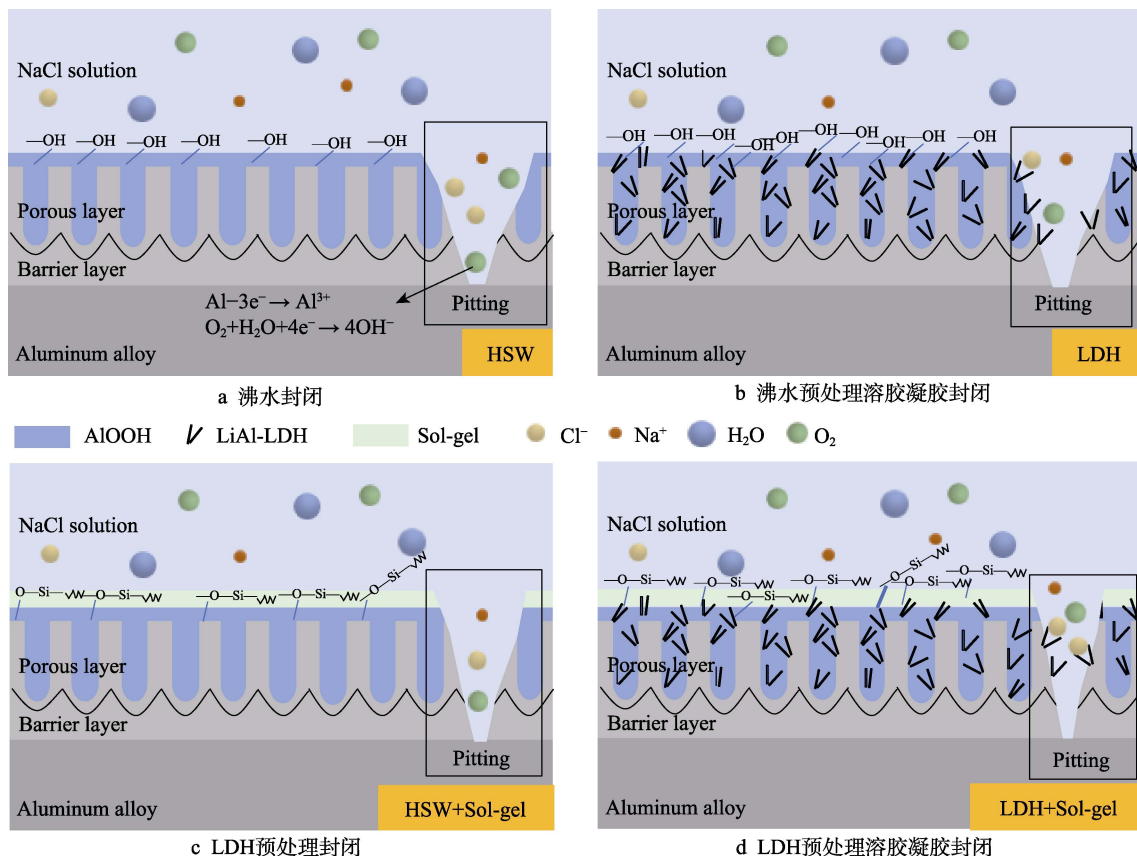 NaCl solution
—OH —OH —OH —OH —OH —OH —OH
Porous layer
Barrier layer
Al−3e⁻ → Al³⁺
O₂+H₂O+4e⁻ → 4OH⁻
Pitting
Aluminum alloy
HSW
a 沸水封闭
NaCl solution
—OH —OH —OH —OH —OH —OH —OH —OH —OH
Porous layer
Barrier layer
Pitting
Aluminum alloy
LDH
b 沸水预处理溶胶凝胶封闭
AlOOH LiAl-LDH Sol-gel Cl⁻ Na⁺ H₂O O₂
NaCl solution
—O—Si— —O—Si— —O—Si— —O—Si— —O—Si—
Porous layer
Barrier layer
Pitting
Aluminum alloy
HSW+Sol-gel
c LDH预处理封闭
NaCl solution
—O—Si— —O—Si— —O—Si— —O—Si— —O—Si— —O—Si— —O—Si—
Porous layer
Barrier layer
Pitting
Aluminum alloy
LDH+Sol-gel
d LDH预处理溶胶凝胶封闭